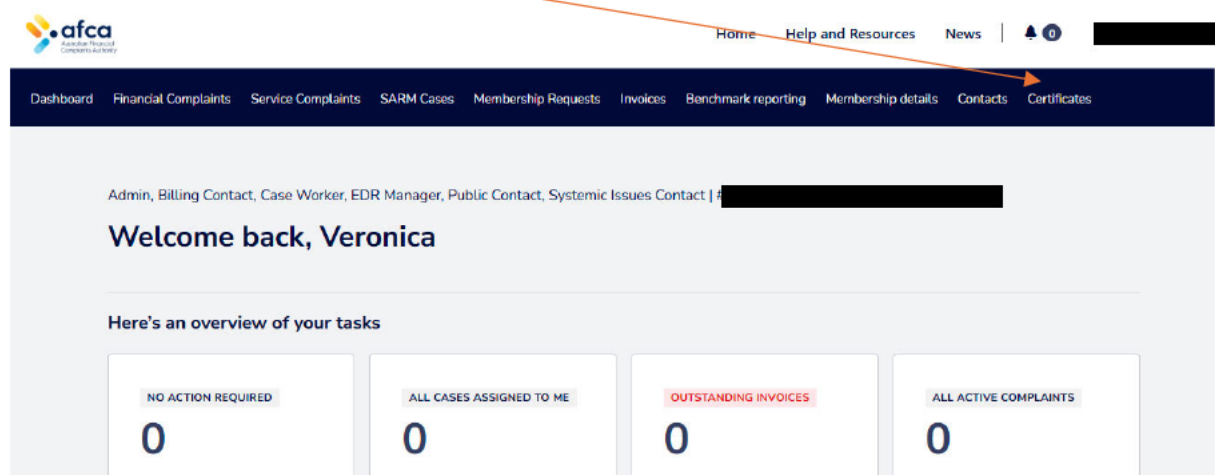 afca
Australian Financial
Complaints Authority
Home Help and Resources News 0
Dashboard Financial Complaints Service Complaints SARM Cases Membership Requests Invoices Benchmark reporting Membership details Contacts Certificates
Admin, Billing Contact, Case Worker, EDR Manager, Public Contact, Systemic Issues Contact | #
Welcome back, Veronica
Here's an overview of your tasks
NO ACTION REQUIRED ALL CASES ASSIGNED TO ME OUTSTANDING INVOICES ALL ACTIVE COMPLAINTS
0 0 0 0